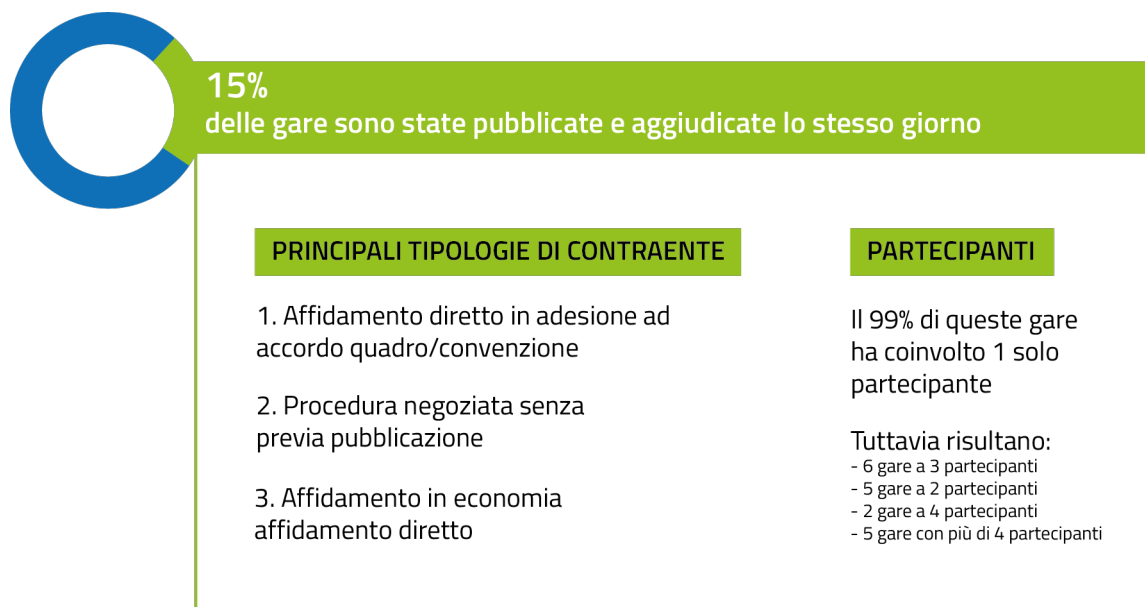 15%
delle gare sono state pubblicate e aggiudicate lo stesso giorno
PRINCIPALI TIPOLOGIE DI CONTRAENTE
1. Affidamento diretto in adesione ad
accordo quadro/convenzione
2. Procedura negoziata senza
previa pubblicazione
3. Affidamento in economia
affidamento diretto
PARTECIPANTI
Il 99% di queste gare
ha coinvolto 1 solo
partecipante
Tuttavia risultano:
- 6 gare a 3 partecipanti
- 5 gare a 2 partecipanti
- 2 gare a 4 partecipanti
- 5 gare con più di 4 partecipanti